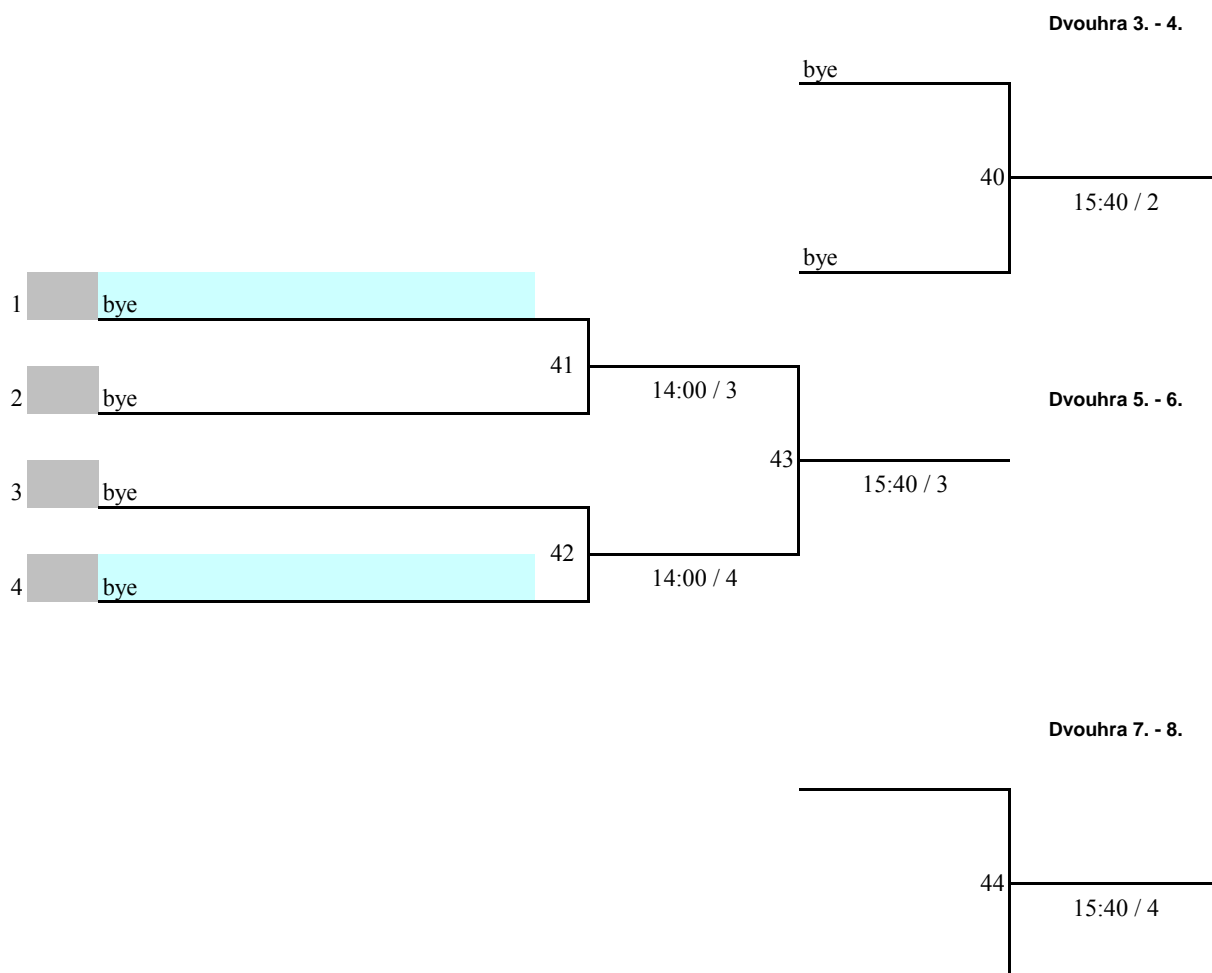 Dvouhra 3. - 4.
bye
40
15:40 / 2
bye
1 bye
41
14:00 / 3
2 bye
Dvouhra 5. - 6.
43
15:40 / 3
3 bye
42
14:00 / 4
4 bye
Dvouhra 7. - 8.
44
15:40 / 4